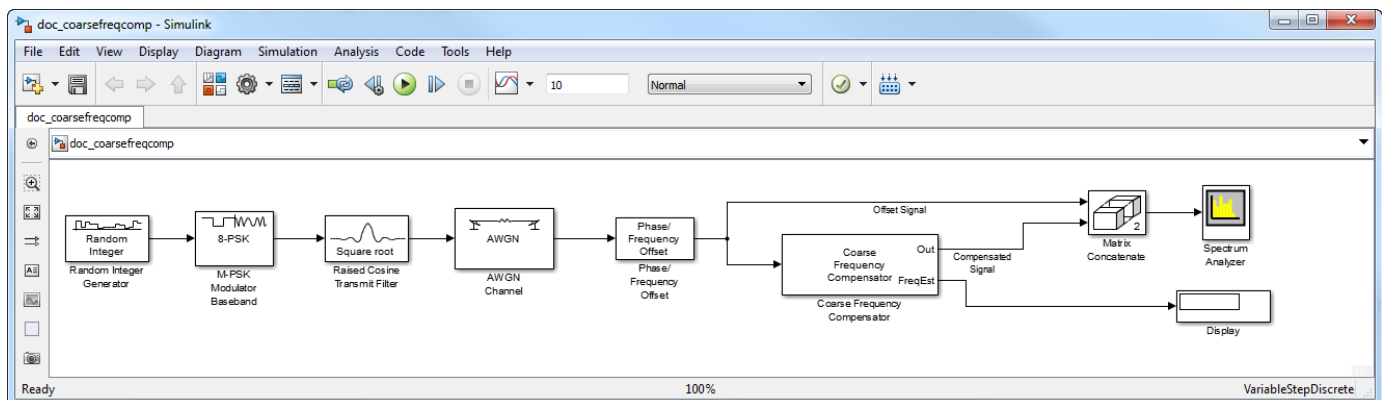 doc_coarsefreqcomp - Simulink
File Edit View Display Diagram Simulation Analysis Code Tools Help
10
Normal
doc_coarsefreqcomp
doc_coarsefreqcomp
Random
Integer
Random Integer
Generator
8-PSK
M-PSK
Modulator
Baseband
Square root
Raised Cosine
Transmit Filter
AWGN
AWGN
Channel
Phase/
Frequency
Offset
Phase/
Frequency
Offset
Offset Signal
Coarse
Frequency
Compensator
Out
FreqEst
Coarse Frequency
Compensator
Compensated
Signal
2
Matrix
Concatenate
Spectrum
Analyzer
Display
Ready
100%
VariableStepDiscrete